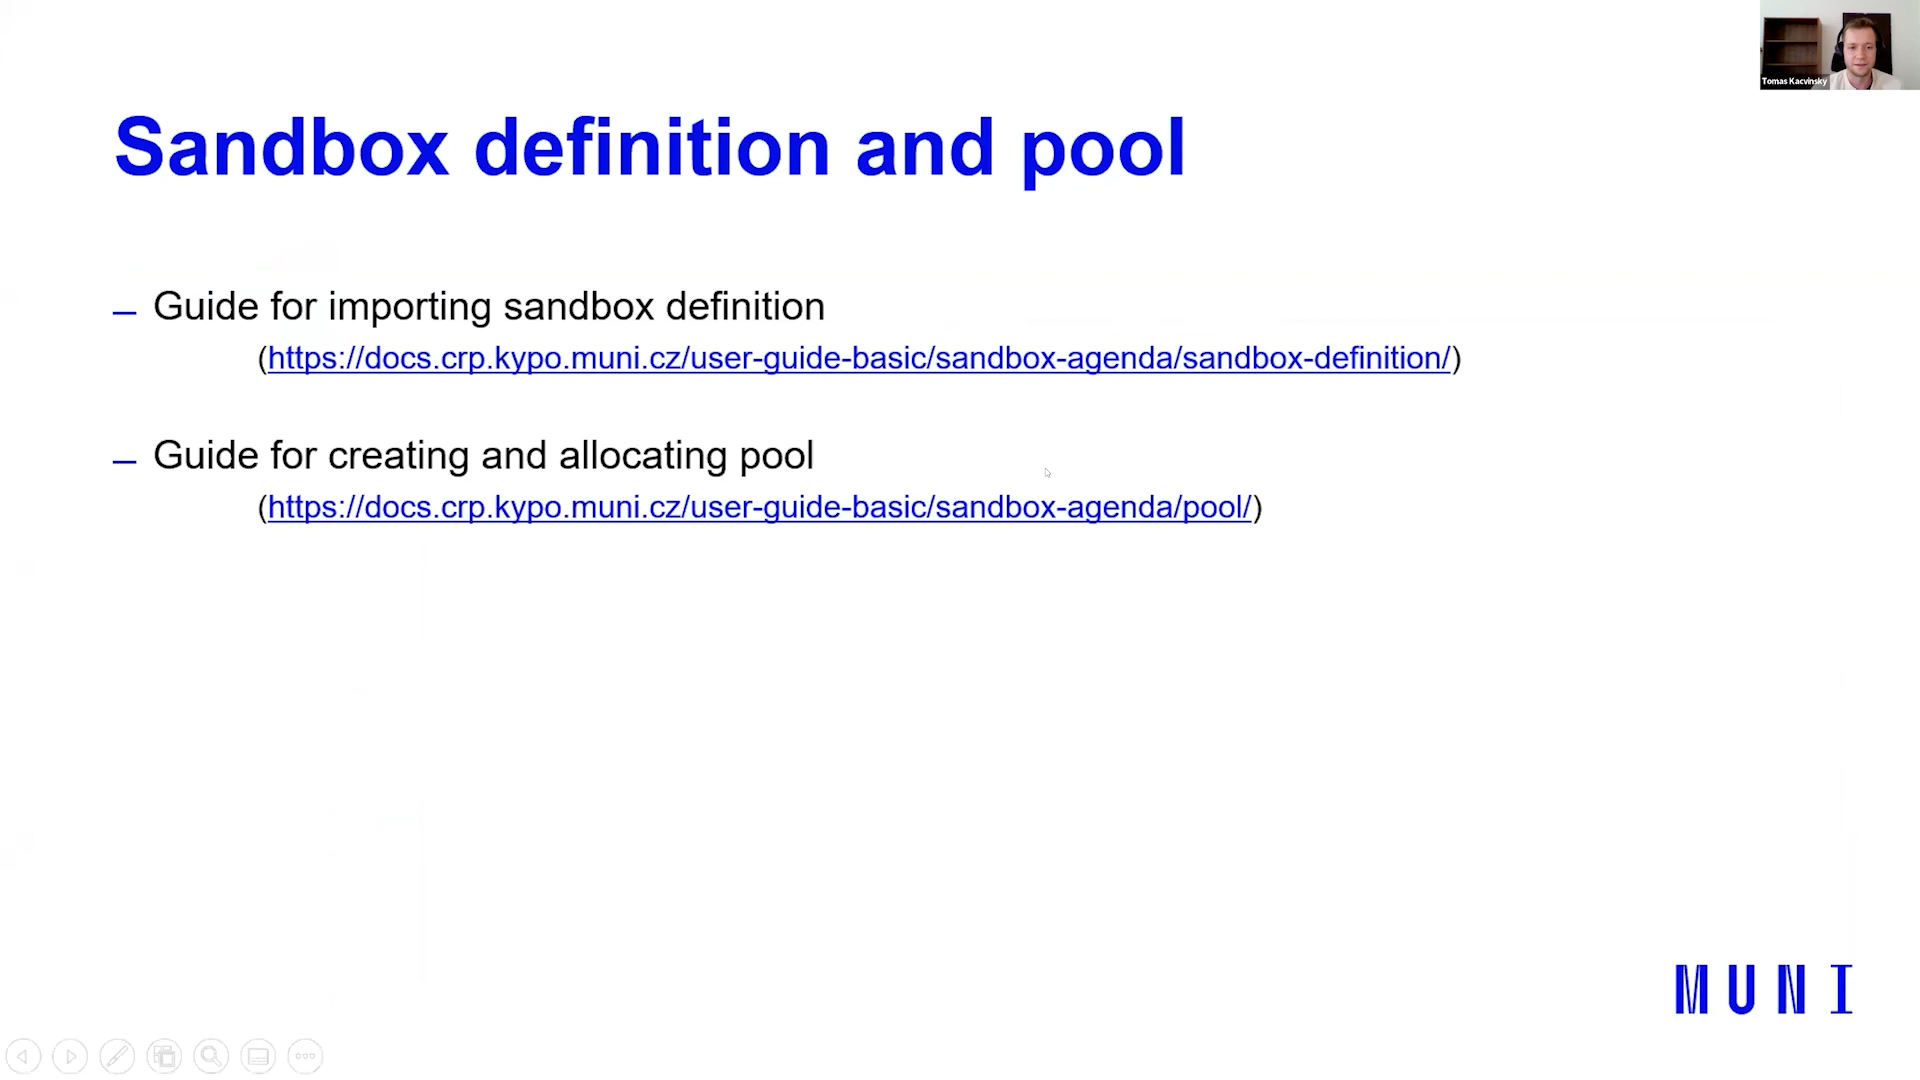 Tomas Kacvinsky
Sandbox definition and pool
– Guide for importing sandbox definition
(https://docs.crp.kypo.muni.cz/user-guide-basic/sandbox-agenda/sandbox-definition/)
– Guide for creating and allocating pool
(https://docs.crp.kypo.muni.cz/user-guide-basic/sandbox-agenda/pool/)
MUNI